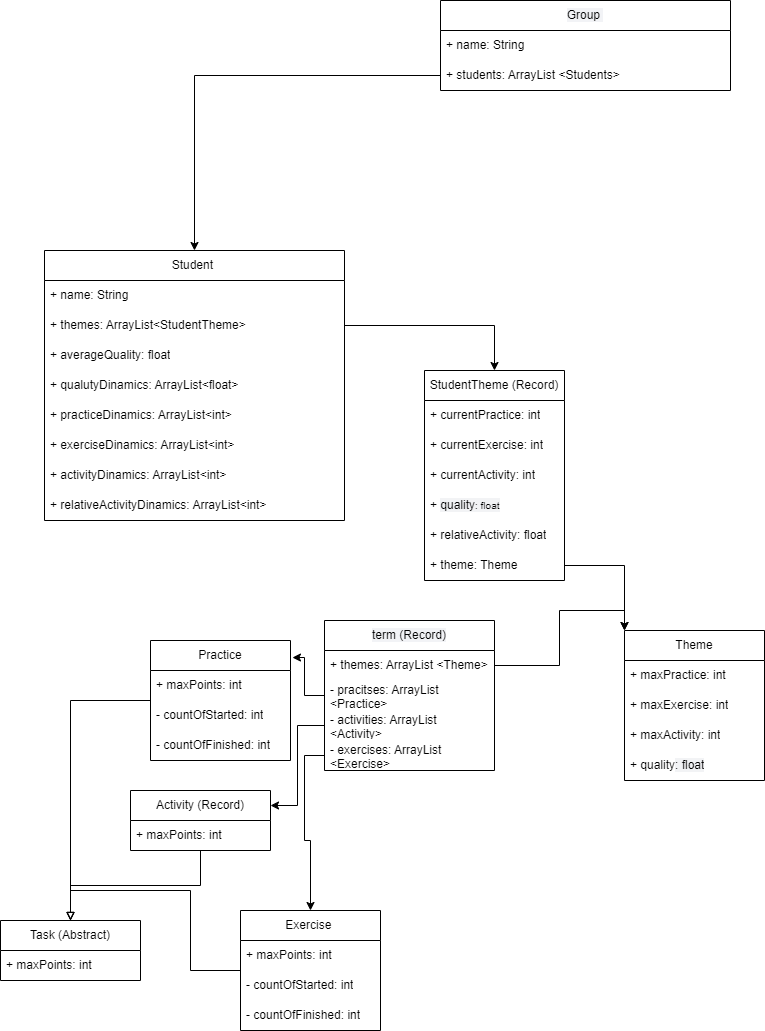 Group
+ name: String
+ students: ArrayList <Students>
Student
+ name: String
+ themes: ArrayList<StudentTheme>
+ averageQuality: float
+ qualutyDinamics: ArrayList<float>
+ practiceDinamics: ArrayList<int>
+ exerciseDinamics: ArrayList<int>
+ activityDinamics: ArrayList<int>
+ relativeActivityDinamics: ArrayList<int>
StudentTheme (Record)
+ currentPractice: int
+ currentExercise: int
+ currentActivity: int
+ quality: float
+ relativeActivity: float
+ theme: Theme
term (Record)
+ themes: ArrayList <Theme>
- pracitses: ArrayList
<Practice>
- activities: ArrayList
<Activity>
- exercises: ArrayList
<Exercise>
Theme
+ maxPractice: int
+ maxExercise: int
+ maxActivity: int
+ quality: float
Practice
+ maxPoints: int
- countOfStarted: int
- countOfFinished: int
Activity (Record)
+ maxPoints: int
Task (Abstract)
+ maxPoints: int
Exercise
+ maxPoints: int
- countOfStarted: int
- countOfFinished: int